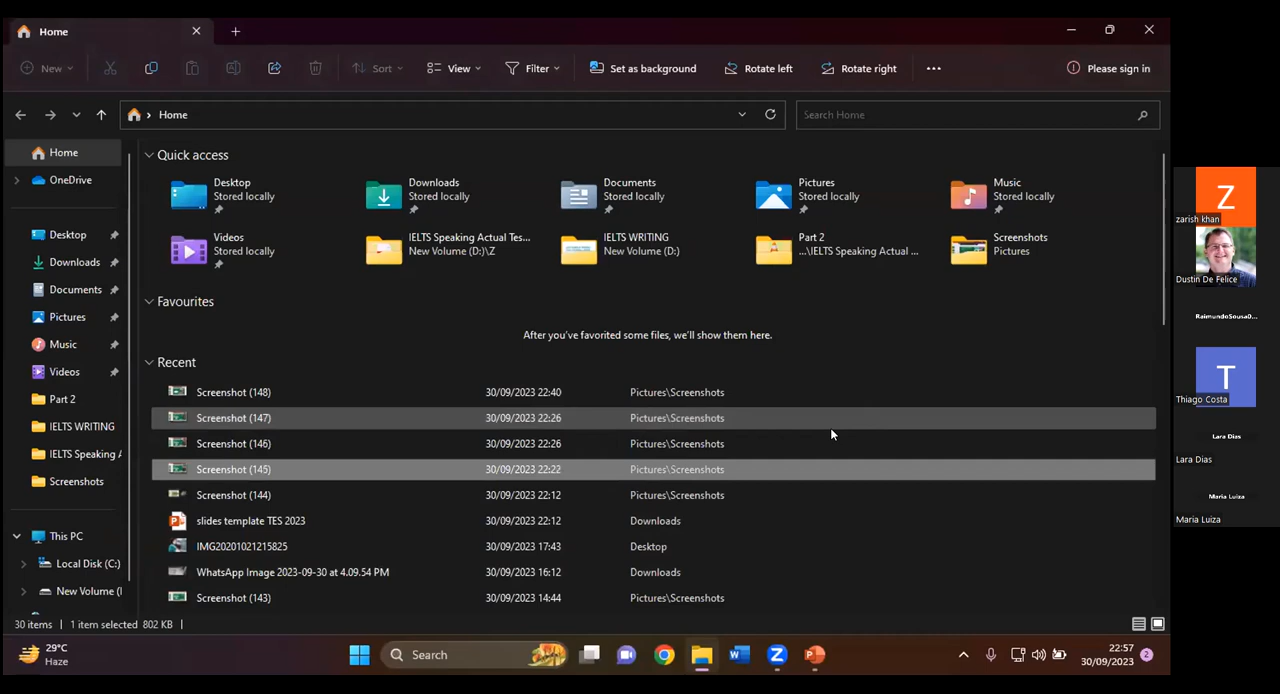 Home
New
Sort
View
Filter
Set as background
Rotate left
Rotate right
Please sign in
Home
Search Home
Home
OneDrive
Desktop
Downloads
Documents
Pictures
Music
Videos
Part 2
IELTS WRITING
IELTS Speaking A
Screenshots
This PC
Local Disk (C:)
New Volume (
Quick access
Desktop
Stored locally
Downloads
Stored locally
Documents
Stored locally
Pictures
Stored locally
Music
Stored locally
Videos
Stored locally
IELTS Speaking Actual Tes...
New Volume (D:)\Z
IELTS WRITING
New Volume (D:)
Part 2
...\IELTS Speaking Actual ...
Screenshots
Pictures
Favourites
After you've favorited some files, we'll show them here.
Recent
Screenshot (148) 30/09/2023 22:40 Pictures\Screenshots
Screenshot (147) 30/09/2023 22:26 Pictures\Screenshots
Screenshot (146) 30/09/2023 22:26 Pictures\Screenshots
Screenshot (145) 30/09/2023 22:22 Pictures\Screenshots
Screenshot (144) 30/09/2023 22:12 Pictures\Screenshots
slides template TES 2023 30/09/2023 22:12 Downloads
IMG20201021215825 30/09/2023 17:43 Desktop
WhatsApp Image 2023-09-30 at 4.09.54 PM 30/09/2023 16:12 Downloads
Screenshot (143) 30/09/2023 14:44 Pictures\Screenshots
30 items 1 item selected 802 KB
29°C
Haze
Search
22:57
30/09/2023
2
Z
zarish khan
Dustin De Felice
RaimundoSousaD...
T
Thiago Costa
Lara Dias
Lara Dias
Maria Luiza
Maria Luiza